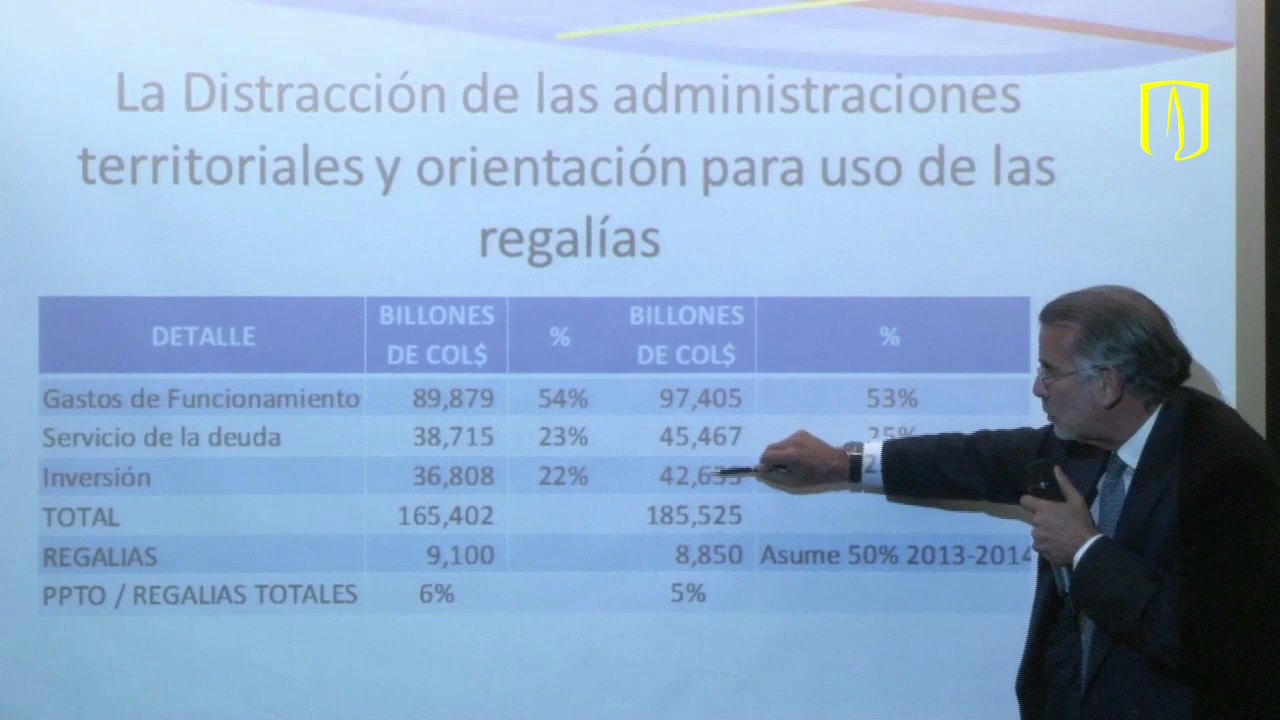 La Distracción de las administraciones
territoriales y orientación para uso de las
regalías
DETALLE BILLONES DE COL$ % BILLONES DE COL$ %
Gastos de Funcionamiento 89,879 54% 97,405 53%
Servicio de la deuda 38,715 23% 45,467 25%
Inversión 36,808 22%
TOTAL 165,402 185,525
REGALIAS 9,100 8,850 Asume 50% 2013-2014
PPTO / REGALIAS TOTALES 6% 5%